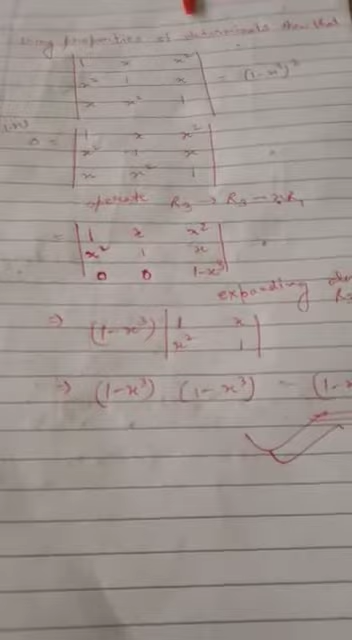 Using properties of determinants show that
| 1 x x² |
| x² 1 x | = (1-x³)²
| x x² 1 |
| 1 x x² |
Δ = | x² 1 x |
| x x² 1 |
operate R₃ → R₃ - xR₁
| 1 x x² |
= | x² 1 x |
| 0 0 1-x³ |
expanding
R₃
⇒ (1-x³) | 1 x |
| x² 1 |
⇒ (1-x³) (1-x³) = (1-x